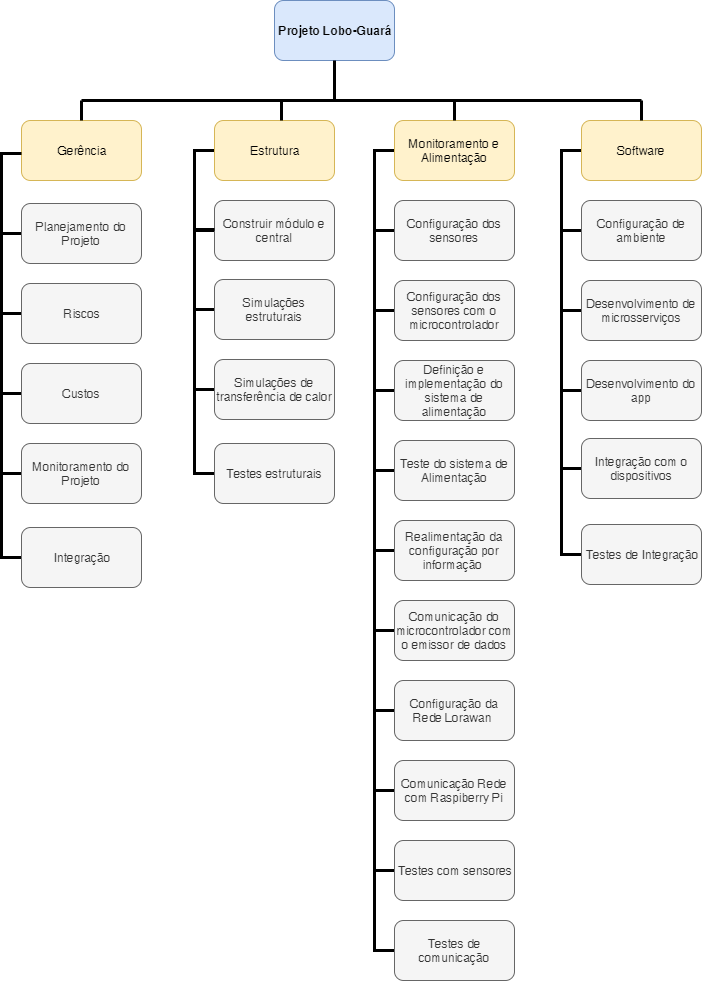 Projeto Lobo-Guará
Gerência
Planejamento do
Projeto
Riscos
Custos
Monitoramento do
Projeto
Integração
Estrutura
Construir módulo e
central
Simulações
estruturais
Simulações de
transferência de calor
Testes estruturais
Monitoramento e
Alimentação
Configuração dos
sensores
Configuração dos
sensores com o
microcontrolador
Definição e
implementação do
sistema de
alimentação
Teste do sistema de
Alimentação
Realimentação da
configuração por
informação
Comunicação do
microcontrolador com
o emissor de dados
Configuração da
Rede Lorawan
Comunicação Rede
com Raspiberry Pi
Testes com sensores
Testes de
comunicação
Software
Configuração de
ambiente
Desenvolvimento de
microsserviços
Desenvolvimento do
app
Integração com o
dispositivos
Testes de Integração